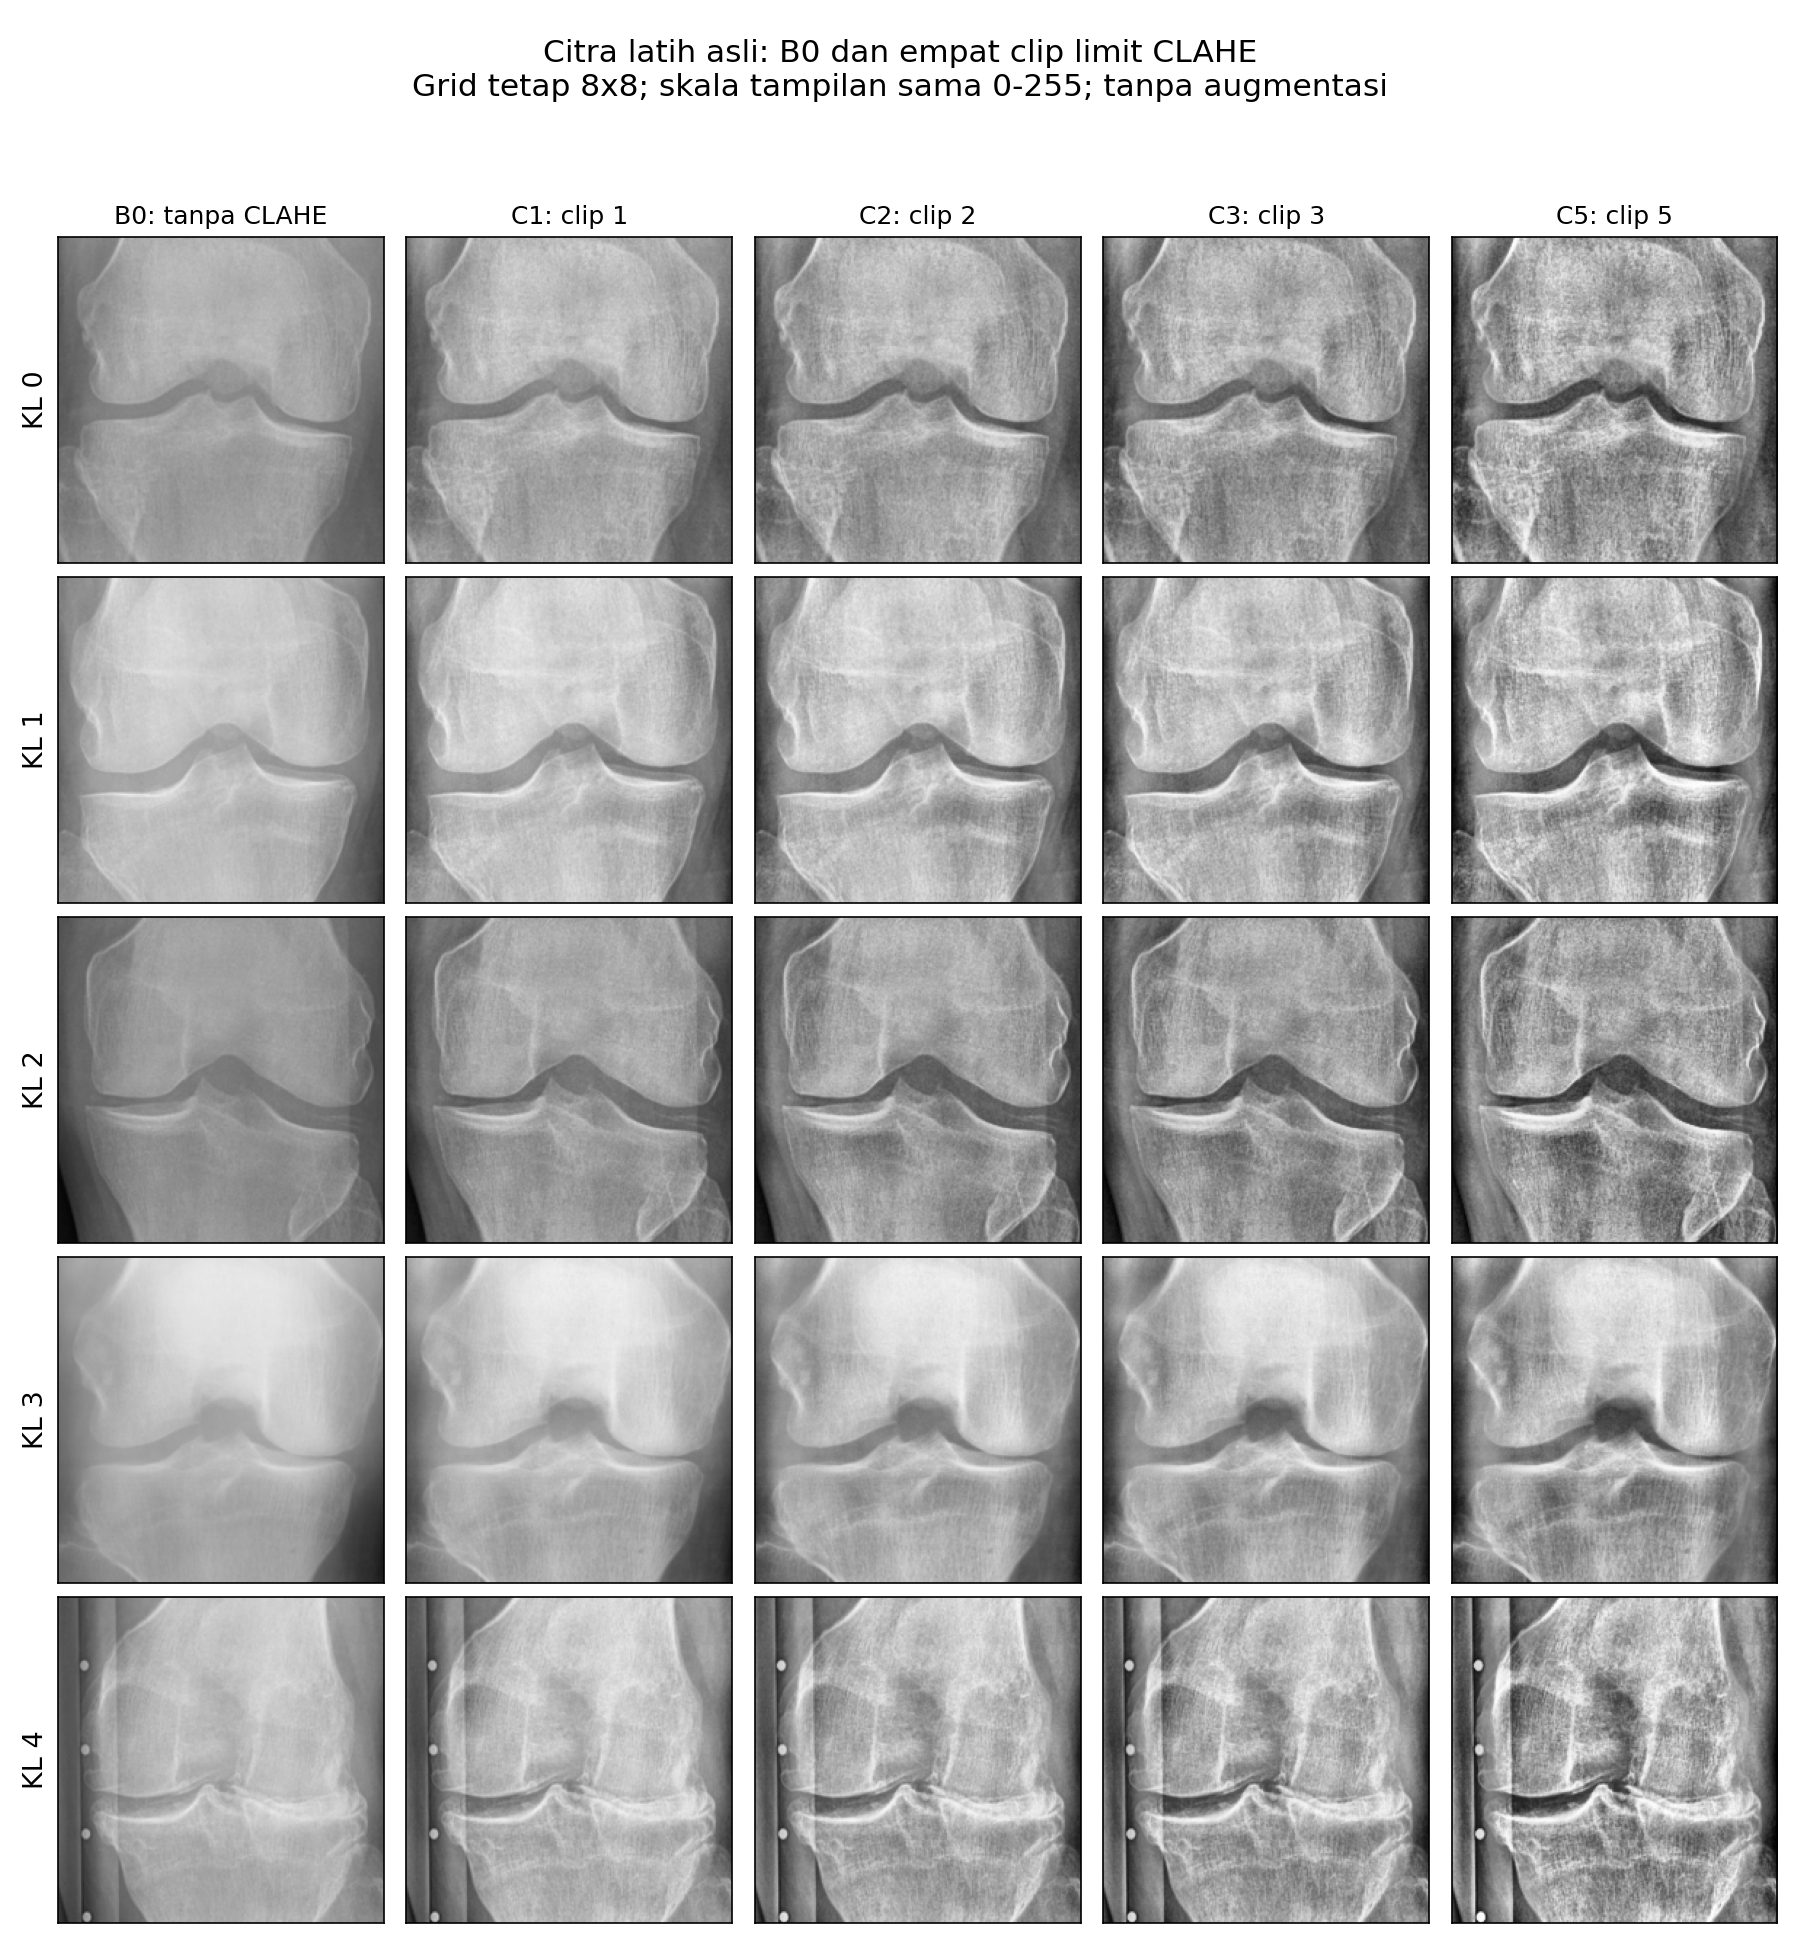 Citra latih asli: B0 dan empat clip limit CLAHE
Grid tetap 8x8; skala tampilan sama 0-255; tanpa augmentasi
B0: tanpa CLAHE
C1: clip 1
C2: clip 2
C3: clip 3
C5: clip 5
KL 0
KL 1
KL 2
KL 3
KL 4